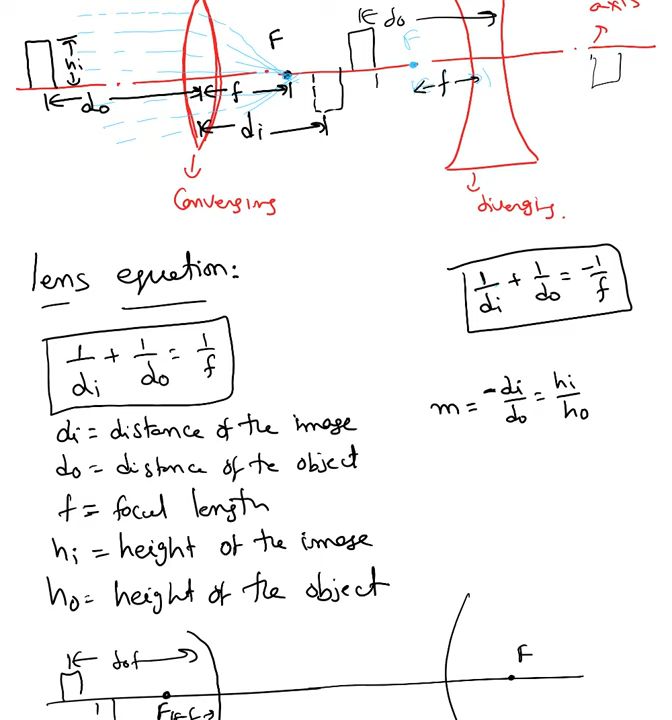 axis
do
F
F
hi
do
f
di
f
Converging
diverging.
lens equation:
1/di + 1/do = 1/f
1/di + 1/do = -1/f
m = -di/do = hi/ho
di = distance of the image
do = distance of the object
f = focal length
hi = height of the image
ho = height of the object
F
F